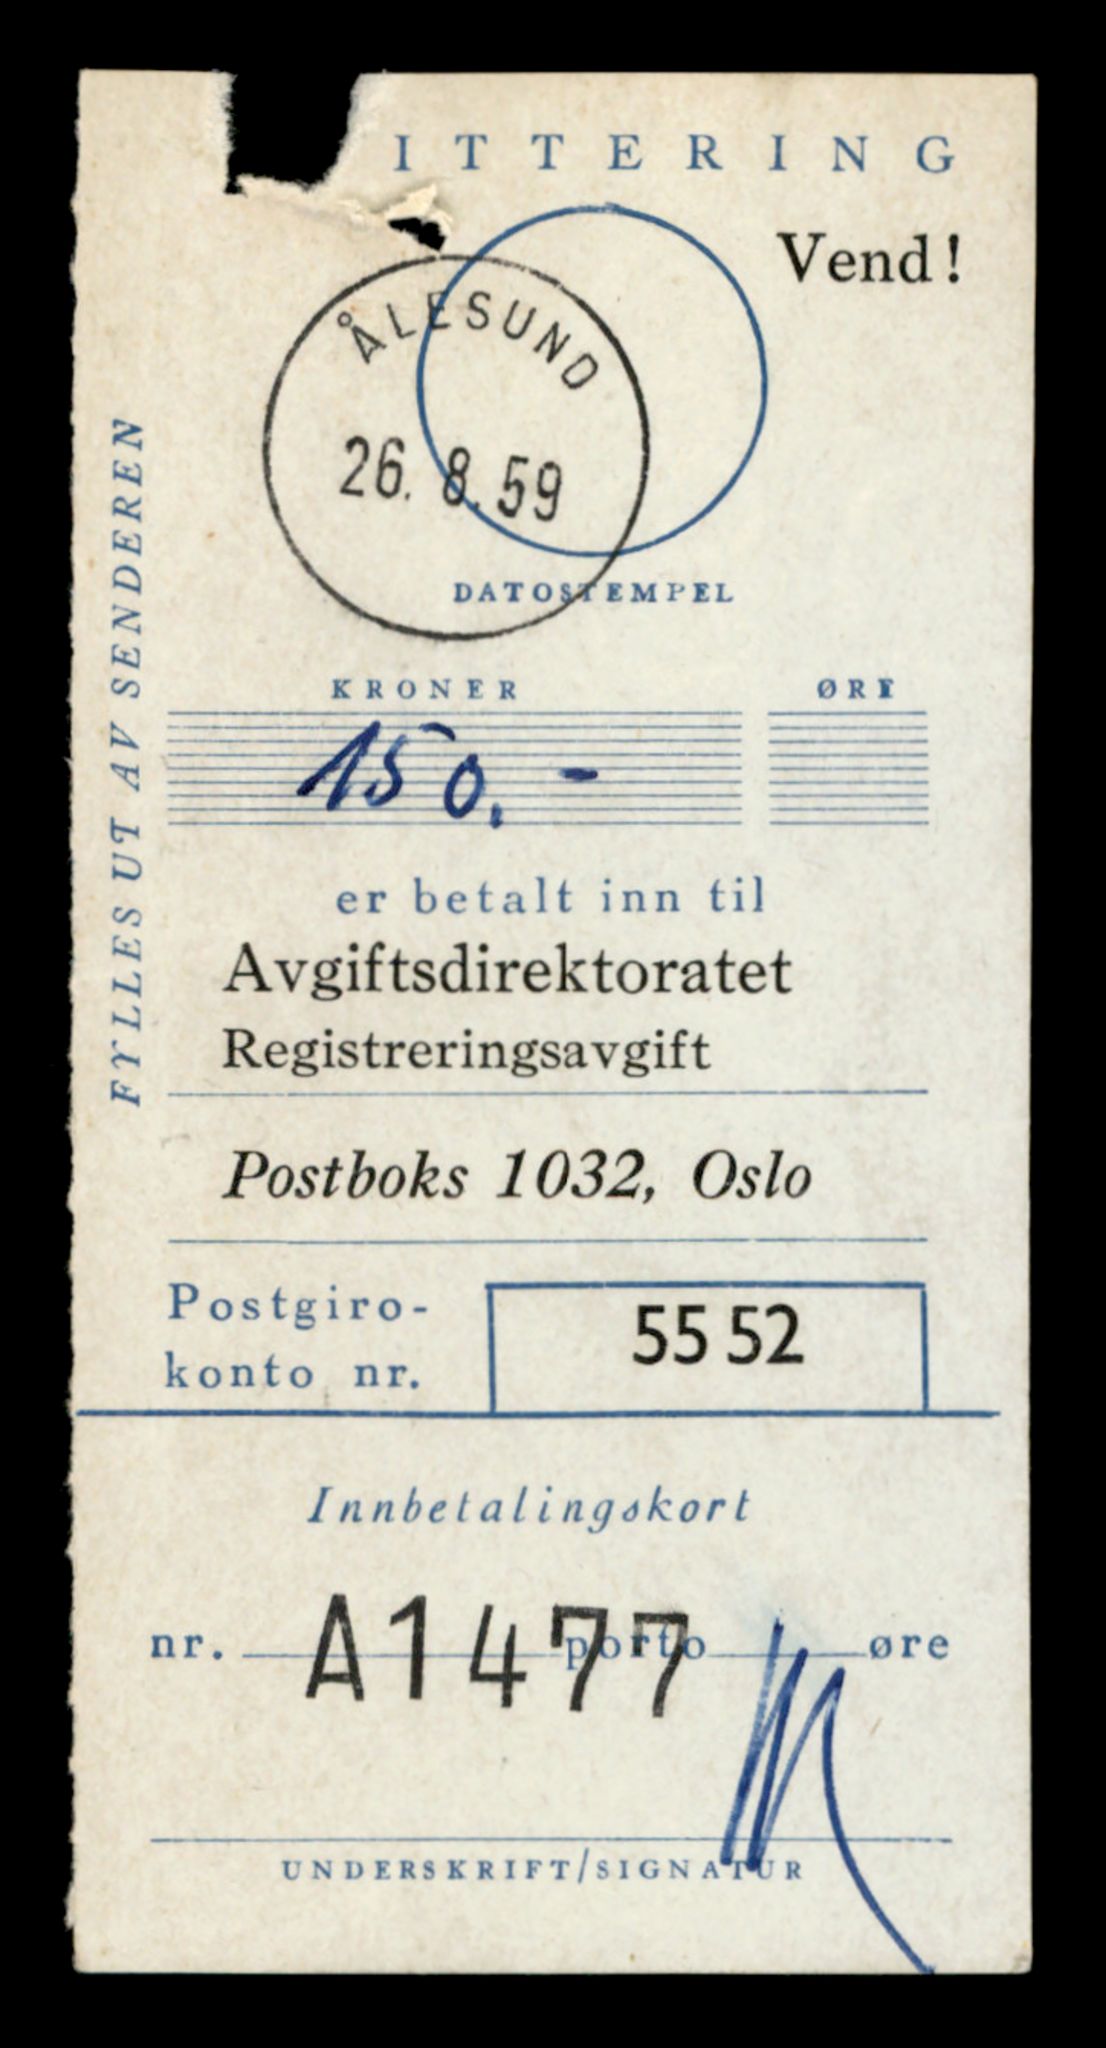 ITTERING
Vend!
ÅLESUND
26. 8. 59
DATOSTEMPEL
FYLLES UT AV SENDEREN
KRONER ØRE
150.-
er betalt inn til
Avgiftsdirektoratet
Registreringsavgift
Postboks 1032, Oslo
Postgiro-
konto nr. 55 52
Innbetalingskort
nr. A1477 porto øre
UNDERSKRIFT/SIGNATUR